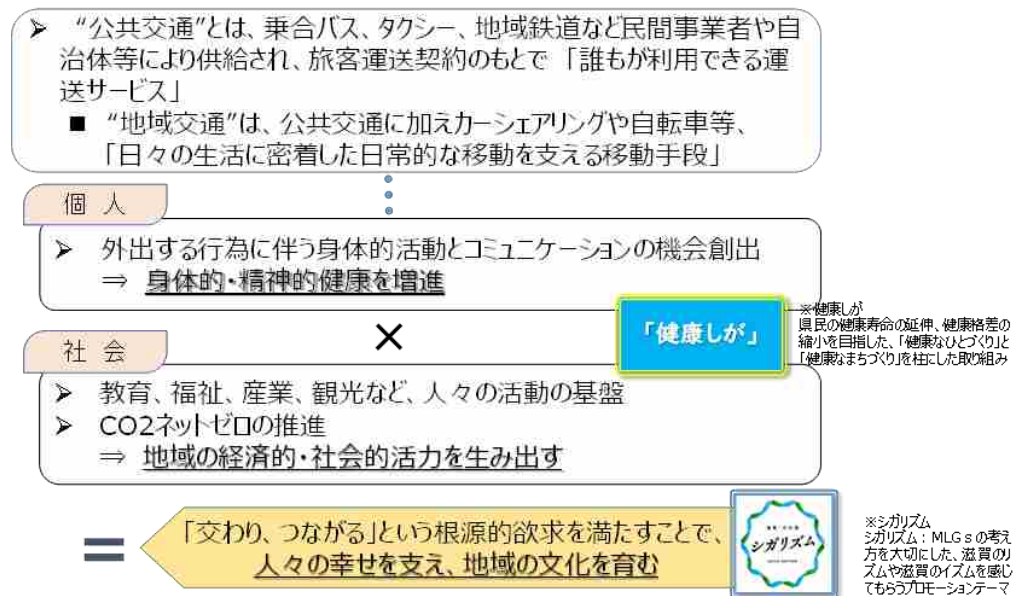 ➤ “公共交通”とは、乗合バス、タクシー、地域鉄道など民間事業者や自
治体等により供給され、旅客運送契約のもとで「誰もが利用できる運
送サービス」
■ “地域交通”は、公共交通に加えカーシェアリングや自転車等、
「日々の生活に密着した日常的な移動を支える移動手段」
個 人
➤ 外出する行為に伴う身体的活動とコミュニケーションの機会創出
⇒ 身体的・精神的健康を増進
×
「健康しが」
※健康しが
県民の健康寿命の延伸、健康格差の
縮小を目指した、「健康なひとづくり」と
「健康なまちづくり」を柱にした取り組み
社 会
➤ 教育、福祉、産業、観光など、人々の活動の基盤
➤ CO2ネットゼロの推進
⇒ 地域の経済的・社会的活力を生み出す
＝
「交わり、つながる」という根源的欲求を満たすことで、
人々の幸せを支え、地域の文化を育む
シガリズム
※シガリズム
シガリズム：MLGsの考え
方を大切にした、滋賀のリ
ズムや滋賀のイズムを感じ
てもらうプロモーションテーマ